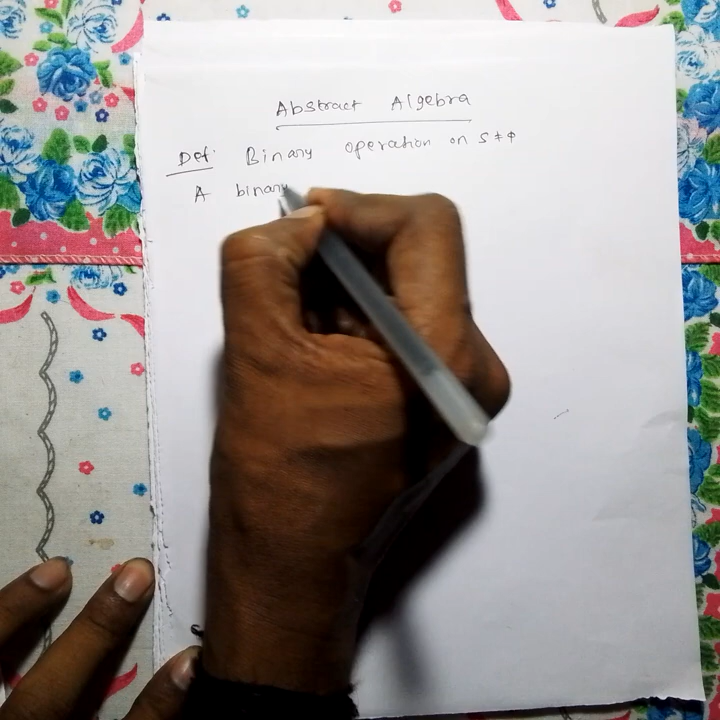 Abstract Algebra
Def: Binary operation on S ≠ φ
A binary